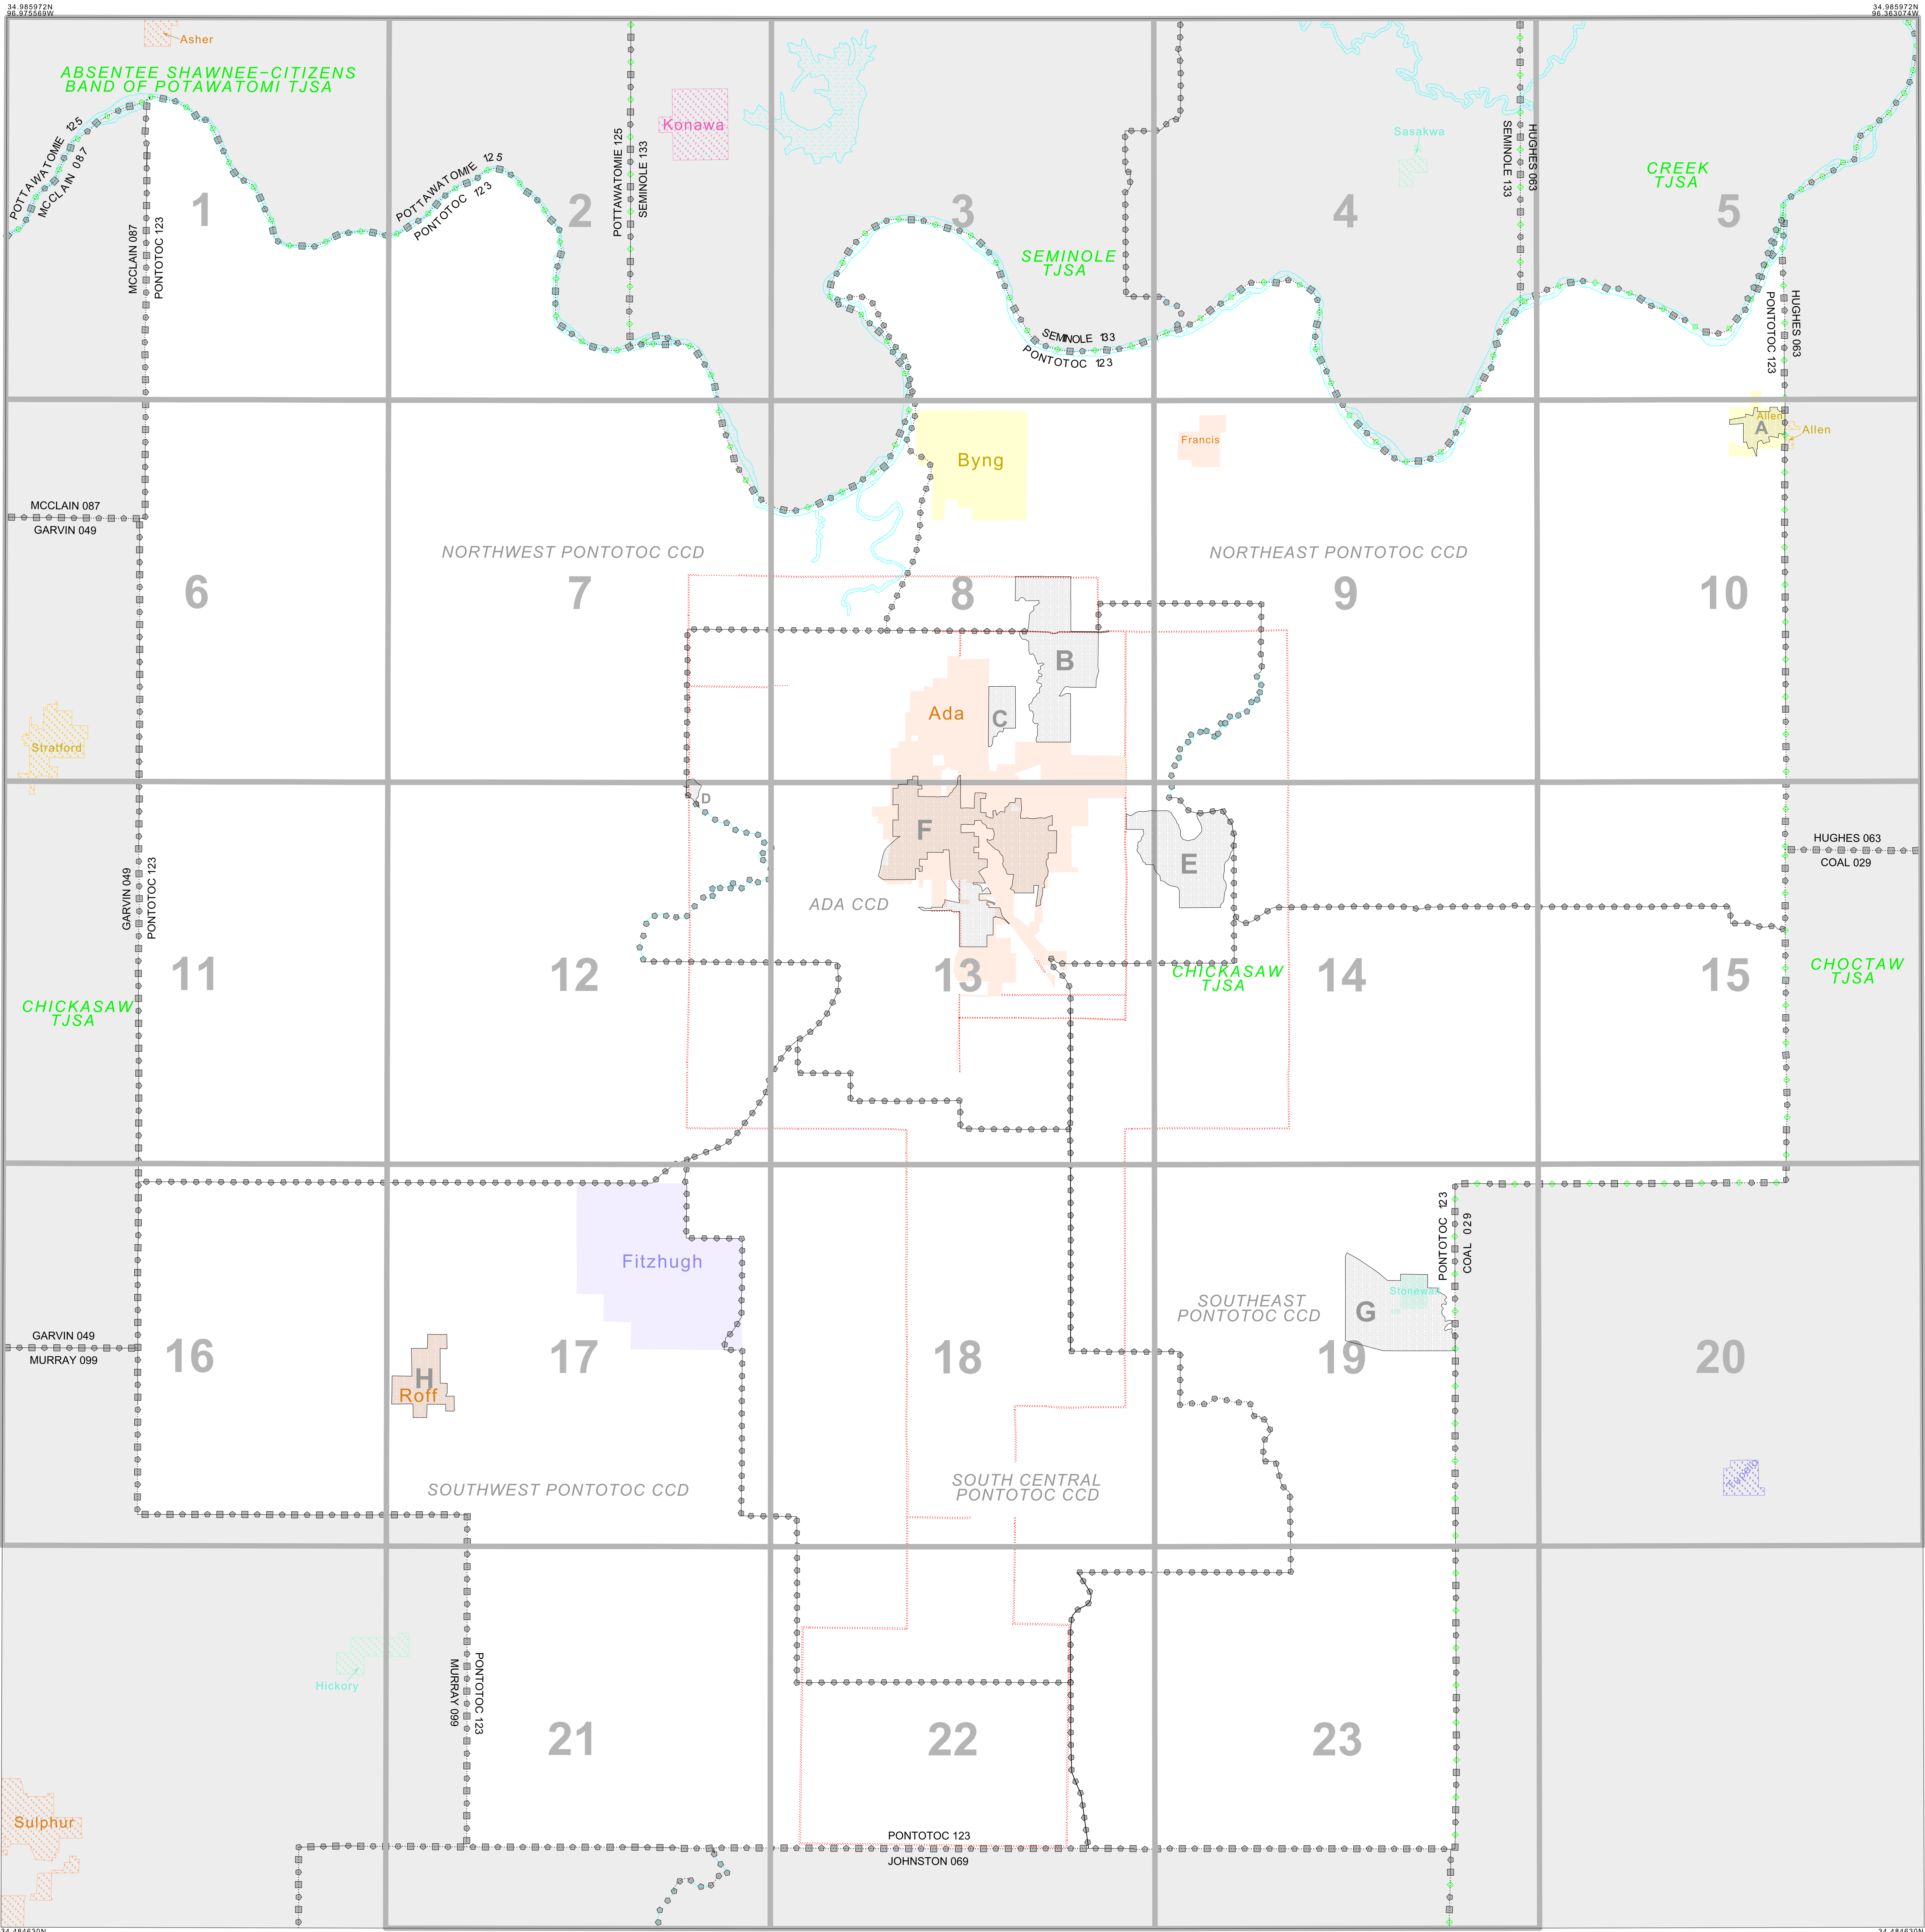 34.985972N
96.975569W
34.985972N
96.363074W
Asher
ABSENTEE SHAWNEE–CITIZENS
BAND OF POTAWATOMI TJSA
POTTAWATOMIE 125
MCCLAIN 087
MCCLAIN 087
PONTOTOC 123
1
POTTAWATOMIE 125
PONTOTOC 123
2
POTTAWATOMIE 125
SEMINOLE 133
Konawa
3
SEMINOLE
TJSA
SEMINOLE 133
PONTOTOC 123
4
Sasakwa
SEMINOLE 133
HUGHES 063
CREEK
TJSA
5
PONTOTOC 123
HUGHES 063
Allen
A
Allen
Byng
Francis
MCCLAIN 087
GARVIN 049
NORTHWEST PONTOTOC CCD
NORTHEAST PONTOTOC CCD
6
7
8
9
10
B
Ada
C
Stratford
D
F
E
HUGHES 063
COAL 029
GARVIN 049
PONTOTOC 123
ADA CCD
11
12
13
14
15
CHICKASAW
TJSA
CHICKASAW
TJSA
CHOCTAW
TJSA
PONTOTOC 123
COAL 029
Fitzhugh
Stonewall
G
SOUTHEAST
PONTOTOC CCD
GARVIN 049
MURRAY 099
16
17
18
19
20
H
Roff
SOUTHWEST PONTOTOC CCD
SOUTH CENTRAL
PONTOTOC CCD
Tupelo
Hickory
MURRAY 099
PONTOTOC 123
21
22
23
Sulphur
PONTOTOC 123
JOHNSTON 069
34.484630N
34.484630N